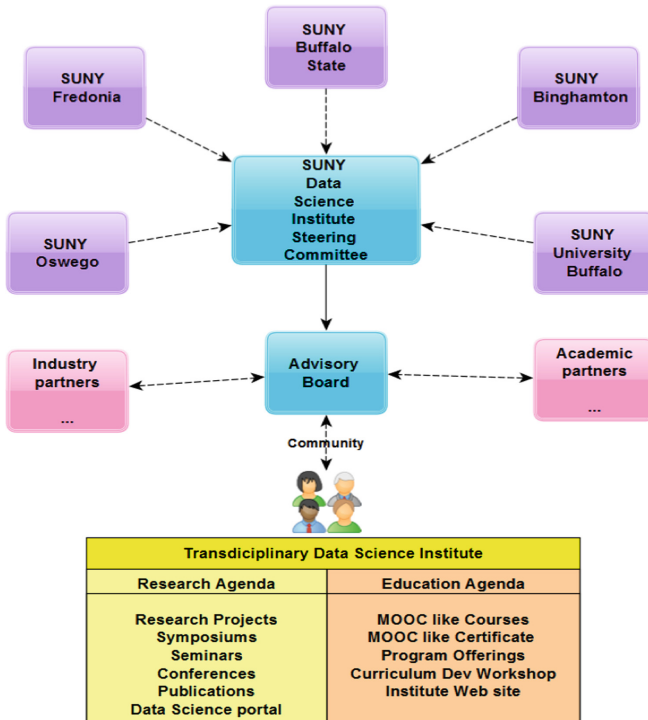 SUNY
Buffalo
State
SUNY
Fredonia
SUNY
Binghamton
SUNY
Data
Science
Institute
Steering
Committee
SUNY
Oswego
SUNY
University
Buffalo
Industry
partners
...
Advisory
Board
Academic
partners
...
Community
Transdiciplinary Data Science Institute
Research Agenda
Education Agenda
Research Projects
Symposiums
Seminars
Conferences
Publications
Data Science portal
MOOC like Courses
MOOC like Certificate
Program Offerings
Curriculum Dev Workshop
Institute Web site